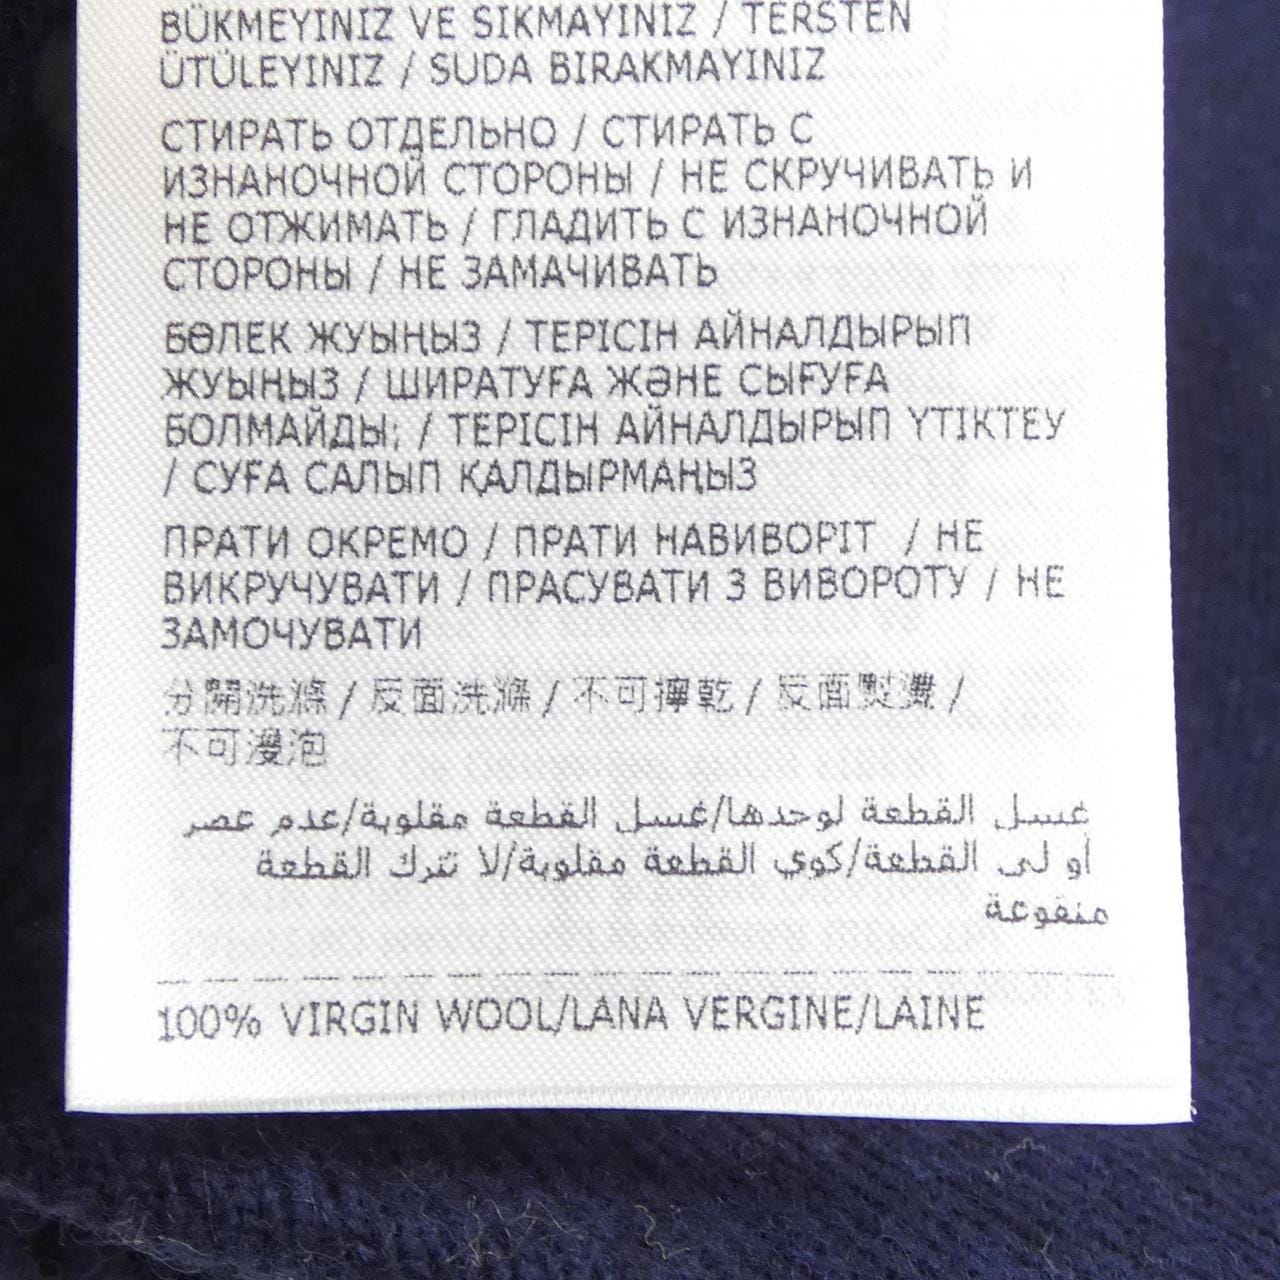 BÜKMEYINIZ VE SIKMAYINIZ / TERSTEN
ÜTÜLEYINIZ / SUDA BIRAKMAYINIZ
СТИРАТЬ ОТДЕЛЬНО / СТИРАТЬ С
ИЗНАНОЧНОЙ СТОРОНЫ / НЕ СКРУЧИВАТЬ И
НЕ ОТЖИМАТЬ / ГЛАДИТЬ С ИЗНАНОЧНОЙ
СТОРОНЫ / НЕ ЗАМАЧИВАТЬ
БӨЛЕК ЖУЫҢЫЗ / ТЕРІСІН АЙНАЛДЫРЫП
ЖУЫҢЫЗ / ШИРАТУҒА ЖӘНЕ СЫҒУҒА
БОЛМАЙДЫ; / ТЕРІСІН АЙНАЛДЫРЫП ҮТІКТЕУ
/ СУҒА САЛЫП ҚАЛДЫРМАҢЫЗ
ПРАТИ ОКРЕМО / ПРАТИ НАВИВОРІТ / НЕ
ВИКРУЧУВАТИ / ПРАСУВАТИ З ВИВОРОТУ / НЕ
ЗАМОЧУВАТИ
分開洗滌 / 反面洗滌 / 不可擰乾 / 反面熨燙 /
不可浸泡
غسل القطعة لوحدها/غسل القطعة مقلوبة/عدم عصر
أو لى القطعة/كوي القطعة مقلوبة/لا تترك القطعة
منقوعة
100% VIRGIN WOOL/LANA VERGINE/LAINE